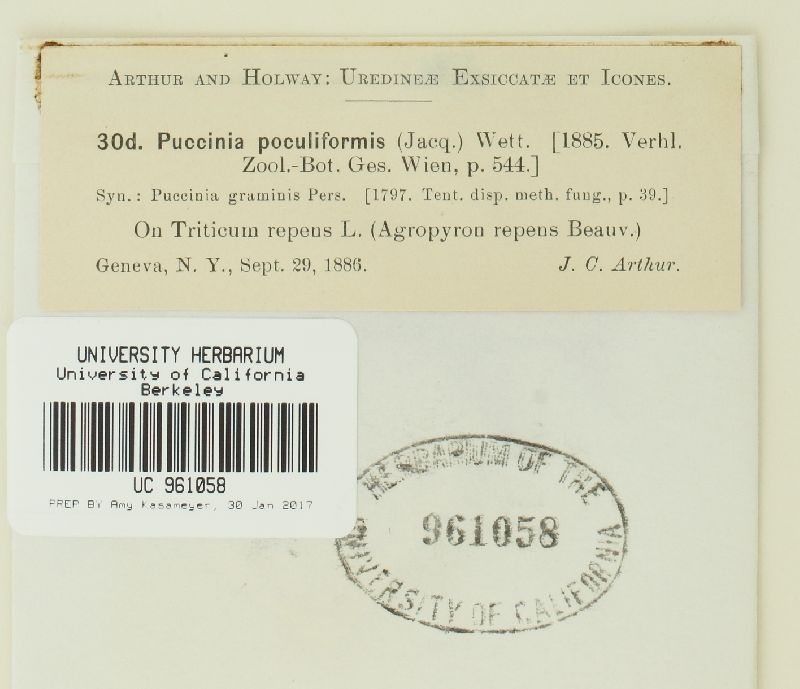 Arthur and Holway: Uredineæ Exsiccatæ et Icones.
30d. Puccinia poculiformis (Jacq.) Wett. [1885. Verhl.
Zool.-Bot. Ges. Wien, p. 544.]
Syn.: Puccinia graminis Pers. [1797. Tent. disp. meth. fung., p. 39.]
On Triticum repens L. (Agropyron repens Beauv.)
Geneva, N. Y., Sept. 29, 1886. J. C. Arthur.
UNIVERSITY HERBARIUM
University of California
Berkeley
UC 961058
PREP BY Amy Kasameyer, 30 Jan 2017
HERBARIUM OF THE
961058
UNIVERSITY OF CALIFORNIA